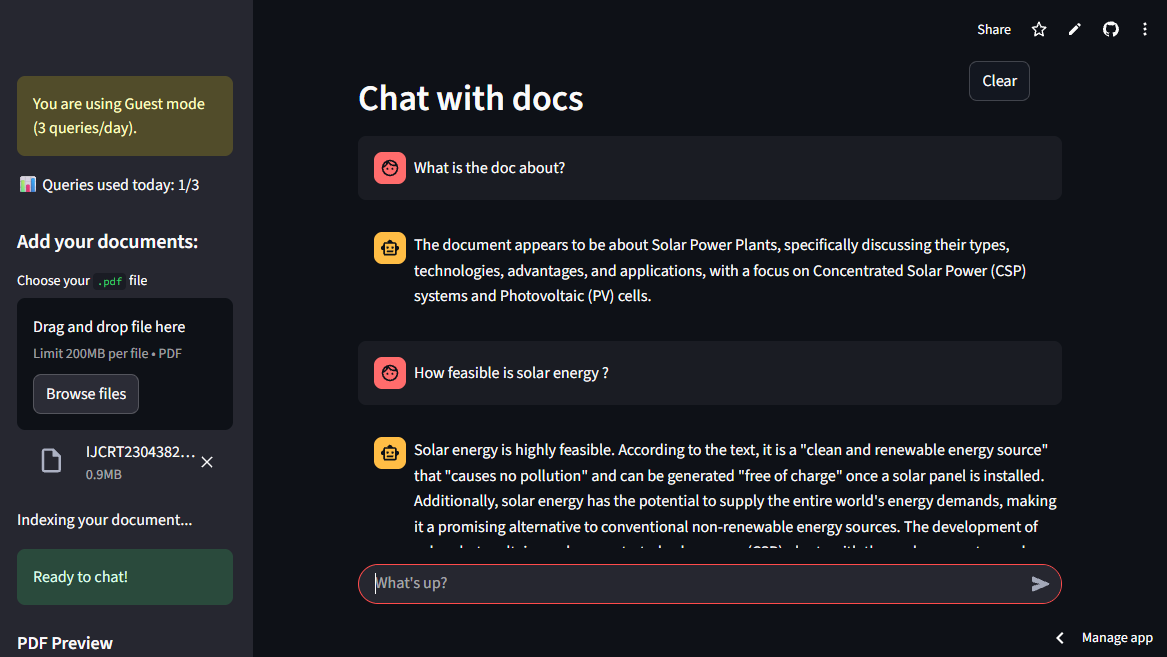 Share
You are using Guest mode
(3 queries/day).
Queries used today: 1/3
Add your documents:
Choose your .pdf file
Drag and drop file here
Limit 200MB per file • PDF
Browse files
IJCRT2304382...
0.9MB
Indexing your document...
Ready to chat!
PDF Preview
Clear
Chat with docs
What is the doc about?
The document appears to be about Solar Power Plants, specifically discussing their types,
technologies, advantages, and applications, with a focus on Concentrated Solar Power (CSP)
systems and Photovoltaic (PV) cells.
How feasible is solar energy ?
Solar energy is highly feasible. According to the text, it is a "clean and renewable energy source"
that "causes no pollution" and can be generated "free of charge" once a solar panel is installed.
Additionally, solar energy has the potential to supply the entire world's energy demands, making
it a promising alternative to conventional non-renewable energy sources. The development of
What's up?
Manage app